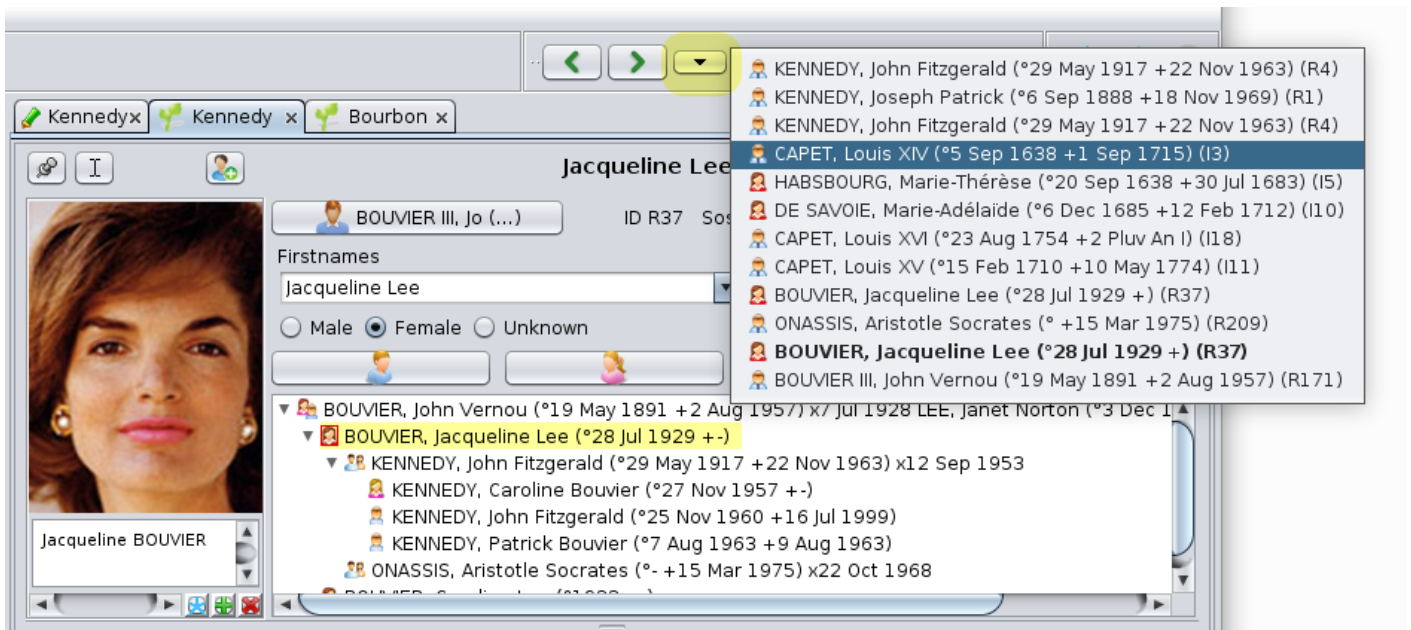 KENNEDY, John Fitzgerald (°29 May 1917 +22 Nov 1963) (R4)
KENNEDY, Joseph Patrick (°6 Sep 1888 +18 Nov 1969) (R1)
KENNEDY, John Fitzgerald (°29 May 1917 +22 Nov 1963) (R4)
CAPET, Louis XIV (°5 Sep 1638 +1 Sep 1715) (I3)
HABSBOURG, Marie-Thérèse (°20 Sep 1638 +30 Jul 1683) (I5)
DE SAVOIE, Marie-Adélaïde (°6 Dec 1685 +12 Feb 1712) (I10)
CAPET, Louis XVI (°23 Aug 1754 +2 Pluv An I) (I18)
CAPET, Louis XV (°15 Feb 1710 +10 May 1774) (I11)
BOUVIER, Jacqueline Lee (°28 Jul 1929 +) (R37)
ONASSIS, Aristotle Socrates (° +15 Mar 1975) (R209)
BOUVIER, Jacqueline Lee (°28 Jul 1929 +) (R37)
BOUVIER III, John Vernou (°19 May 1891 +2 Aug 1957) (R171)
Kennedy x Kennedy x Bourbon x
Jacqueline Lee
BOUVIER III, Jo (...) ID R37 Sos
Firstnames
Jacqueline Lee
Male Female Unknown
BOUVIER, John Vernou (°19 May 1891 +2 Aug 1957) x7 Jul 1928 LEE, Janet Norton (°3 Dec 1
BOUVIER, Jacqueline Lee (°28 Jul 1929 +-)
KENNEDY, John Fitzgerald (°29 May 1917 +22 Nov 1963) x12 Sep 1953
KENNEDY, Caroline Bouvier (°27 Nov 1957 +-)
KENNEDY, John Fitzgerald (°25 Nov 1960 +16 Jul 1999)
KENNEDY, Patrick Bouvier (°7 Aug 1963 +9 Aug 1963)
ONASSIS, Aristotle Socrates (°- +15 Mar 1975) x22 Oct 1968
Jacqueline BOUVIER